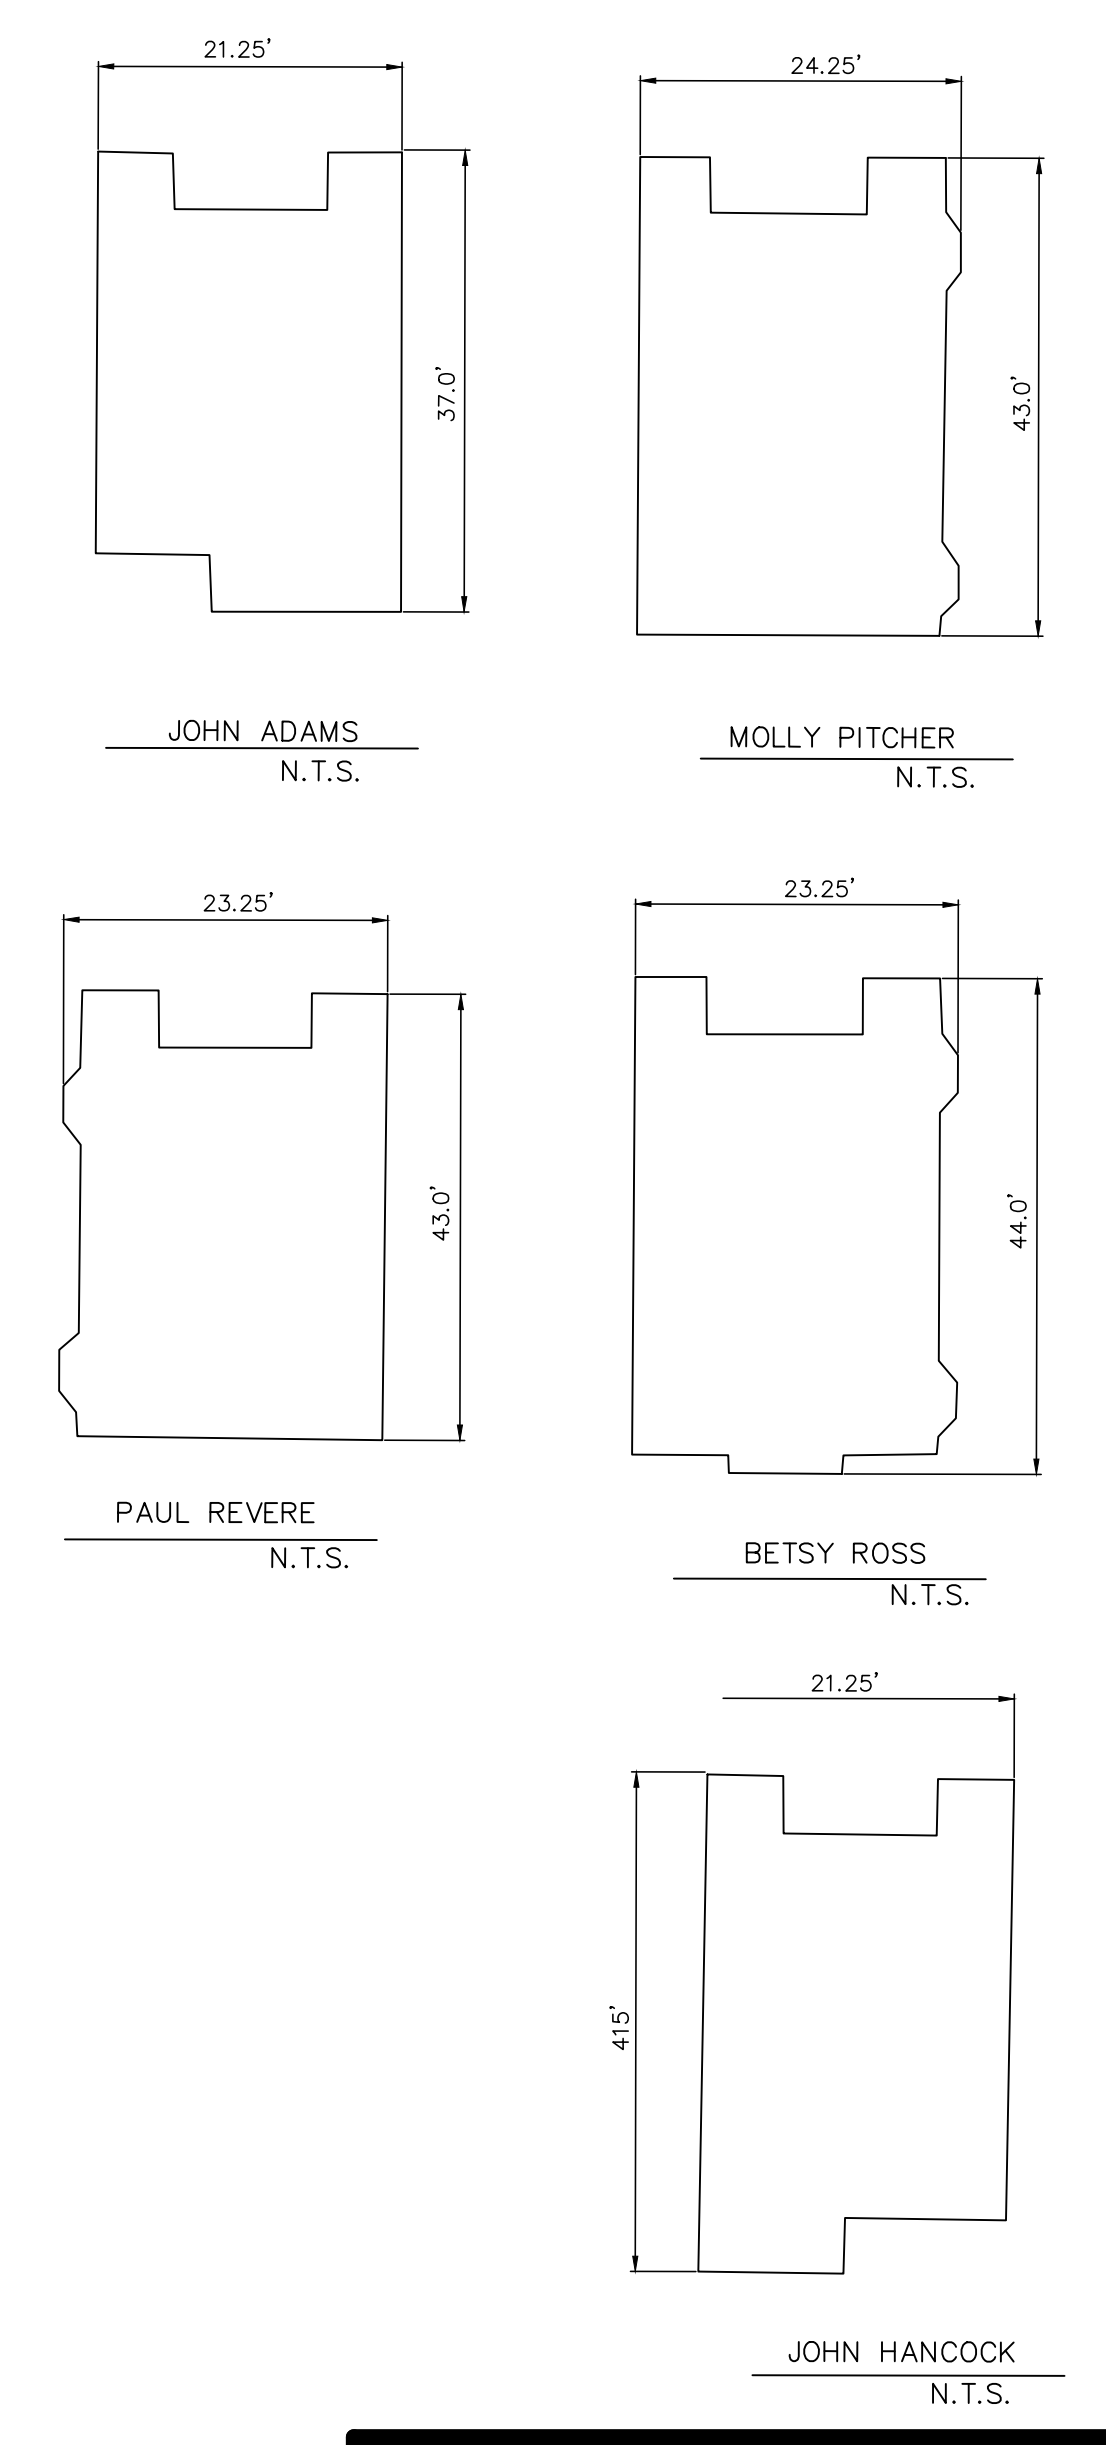 21.25'
24.25'
37.0'
43.0'
JOHN ADAMS
N.T.S.
MOLLY PITCHER
N.T.S.
23.25'
23.25'
43.0'
44.0'
PAUL REVERE
N.T.S.
BETSY ROSS
N.T.S.
21.25'
415'
JOHN HANCOCK
N.T.S.